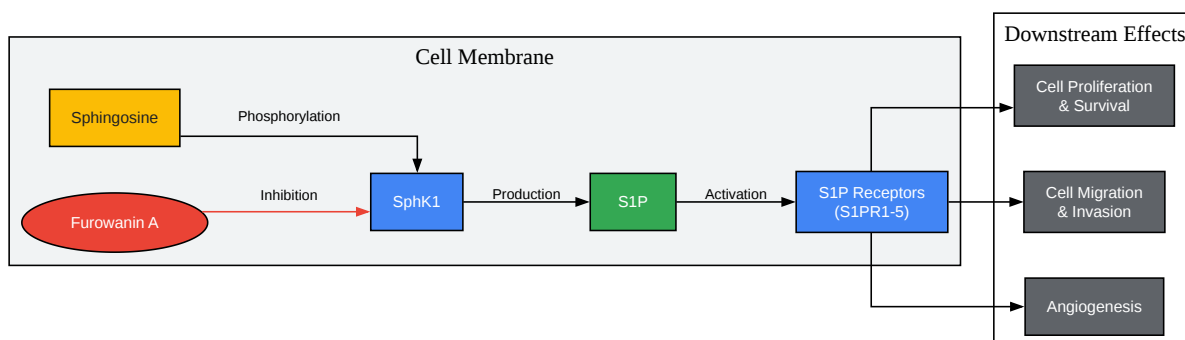 Cell Membrane
Downstream Effects
Sphingosine
Phosphorylation
Furowanin A
Inhibition
SphK1
Production
S1P
Activation
S1P Receptors
(S1PR1-5)
Cell Proliferation
& Survival
Cell Migration
& Invasion
Angiogenesis